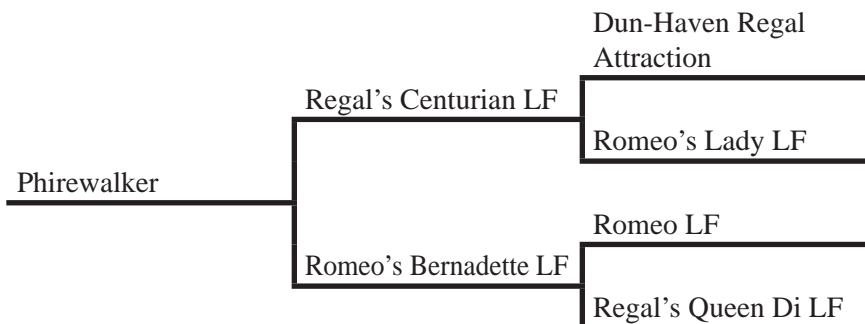 Dun-Haven Regal
Attraction
Regal’s Centurian LF
Romeo’s Lady LF
Phirewalker
Romeo LF
Romeo’s Bernadette LF
Regal’s Queen Di LF